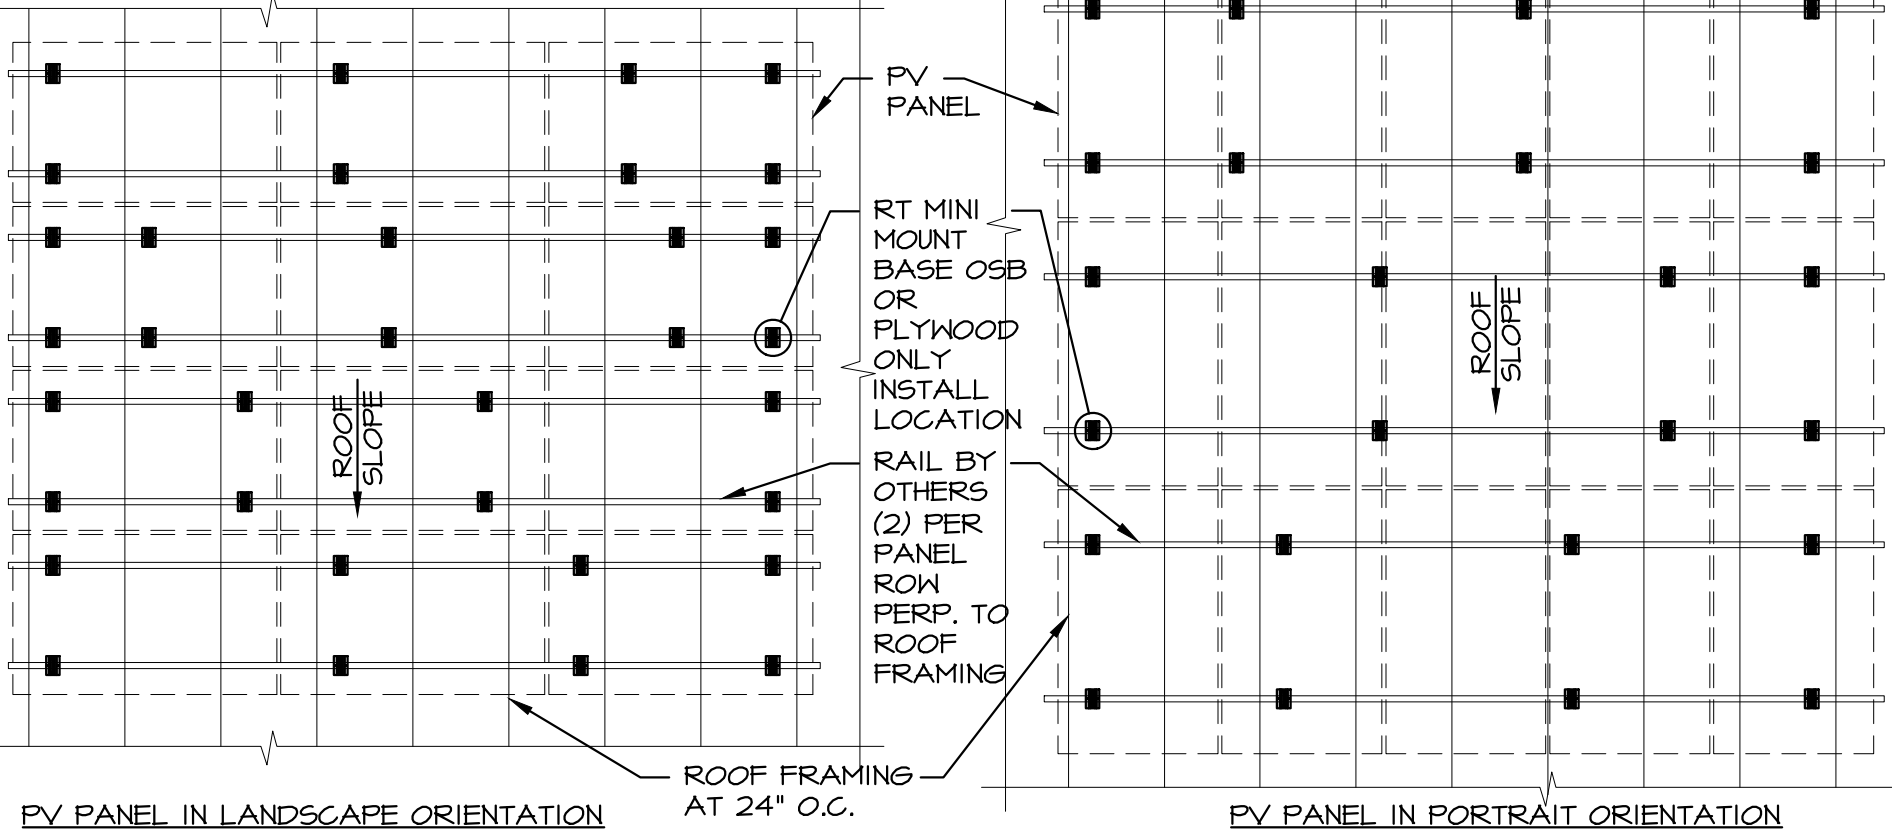 PV
PANEL
RT MINI
MOUNT
BASE OSB
OR
PLYWOOD
ONLY
INSTALL
LOCATION
RAIL BY
OTHERS
(2) PER
PANEL
ROW
PERP. TO
ROOF
FRAMING
ROOF
SLOPE
ROOF
SLOPE
ROOF FRAMING
AT 24" O.C.
PV PANEL IN LANDSCAPE ORIENTATION
PV PANEL IN PORTRAIT ORIENTATION